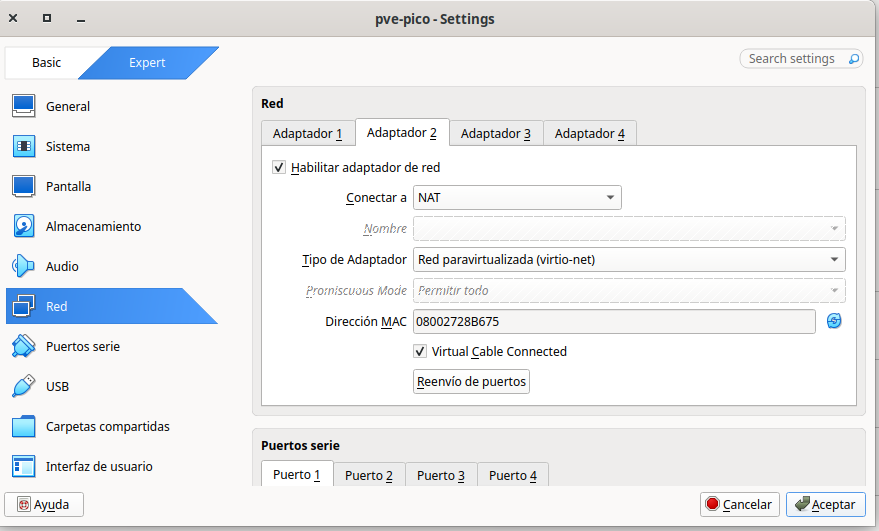 pve-pico - Settings
Basic Expert Search settings
General
Sistema
Pantalla
Almacenamiento
Audio
Red
Puertos serie
USB
Carpetas compartidas
Interfaz de usuario
Red
Adaptador 1 Adaptador 2 Adaptador 3 Adaptador 4
Habilitar adaptador de red
Conectar a NAT
Nombre
Tipo de Adaptador Red paravirtualizada (virtio-net)
Promiscuous Mode Permitir todo
Dirección MAC 08002728B675
Virtual Cable Connected
Reenvío de puertos
Puertos serie
Puerto 1 Puerto 2 Puerto 3 Puerto 4
Ayuda Cancelar Aceptar